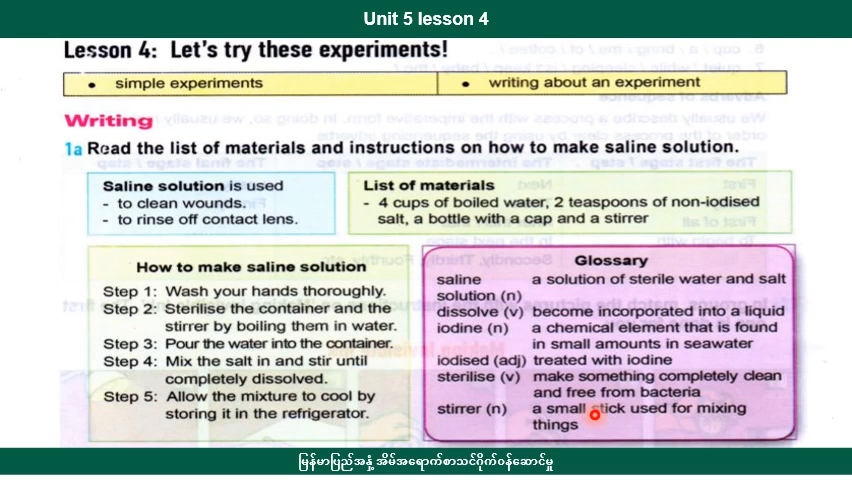 Unit 5 lesson 4
Lesson 4: Let's try these experiments!
• simple experiments
• writing about an experiment
Writing
1a Read the list of materials and instructions on how to make saline solution.
Saline solution is used
- to clean wounds.
- to rinse off contact lens.
List of materials
- 4 cups of boiled water, 2 teaspoons of non-iodised
salt, a bottle with a cap and a stirrer
How to make saline solution
Step 1: Wash your hands thoroughly.
Step 2: Sterilise the container and the
stirrer by boiling them in water.
Step 3: Pour the water into the container.
Step 4: Mix the salt in and stir until
completely dissolved.
Step 5: Allow the mixture to cool by
storing it in the refrigerator.
Glossary
saline a solution of sterile water and salt
solution (n)
dissolve (v) become incorporated into a liquid
iodine (n) a chemical element that is found
in small amounts in seawater
iodised (adj) treated with iodine
sterilise (v) make something completely clean
and free from bacteria
stirrer (n) a small stick used for mixing
things
မြန်မာပြည်အနှံ့ အိမ်အရောက်စာသင်ဂိုက်ဝန်ဆောင်မှု